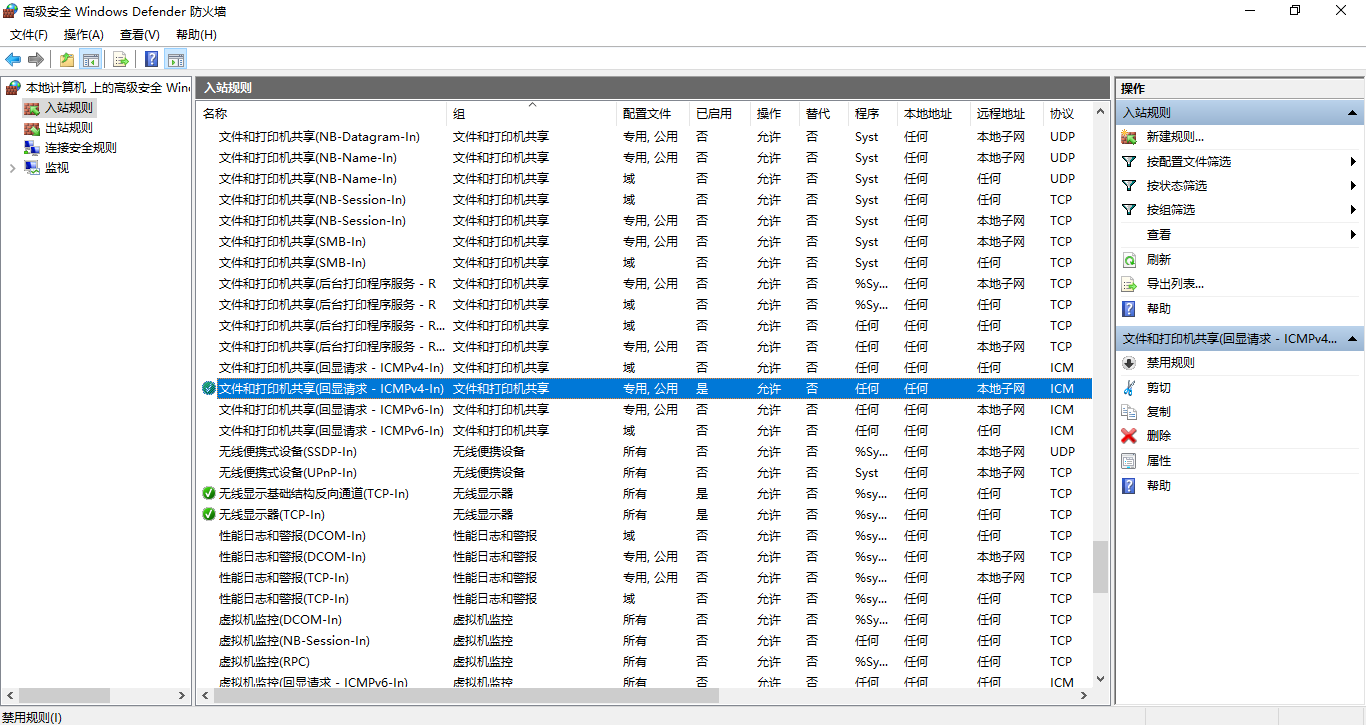 高级安全 Windows Defender 防火墙
文件(F) 操作(A) 查看(V) 帮助(H)
本地计算机 上的高级安全 Win
入站规则
出站规则
连接安全规则
监视
入站规则
名称 组 配置文件 已启用 操作 替代 程序 本地地址 远程地址 协议
文件和打印机共享(NB-Datagram-In) 文件和打印机共享 专用, 公用 否 允许 否 Syst 任何 本地子网 UDP
文件和打印机共享(NB-Name-In) 文件和打印机共享 专用, 公用 否 允许 否 Syst 任何 本地子网 UDP
文件和打印机共享(NB-Name-In) 文件和打印机共享 域 否 允许 否 Syst 任何 任何 UDP
文件和打印机共享(NB-Session-In) 文件和打印机共享 域 否 允许 否 Syst 任何 任何 TCP
文件和打印机共享(NB-Session-In) 文件和打印机共享 专用, 公用 否 允许 否 Syst 任何 本地子网 TCP
文件和打印机共享(SMB-In) 文件和打印机共享 专用, 公用 否 允许 否 Syst 任何 本地子网 TCP
文件和打印机共享(SMB-In) 文件和打印机共享 域 否 允许 否 Syst 任何 任何 TCP
文件和打印机共享(后台打印程序服务 - R 文件和打印机共享 专用, 公用 否 允许 否 %Sy... 任何 本地子网 TCP
文件和打印机共享(后台打印程序服务 - R 文件和打印机共享 域 否 允许 否 %Sy... 任何 任何 TCP
文件和打印机共享(后台打印程序服务 - R... 文件和打印机共享 域 否 允许 否 任何 任何 任何 TCP
文件和打印机共享(后台打印程序服务 - R... 文件和打印机共享 专用, 公用 否 允许 否 任何 任何 本地子网 TCP
文件和打印机共享(回显请求 - ICMPv4-In) 文件和打印机共享 域 否 允许 否 任何 任何 任何 ICM
文件和打印机共享(回显请求 - ICMPv4-In) 文件和打印机共享 专用, 公用 是 允许 否 任何 任何 本地子网 ICM
文件和打印机共享(回显请求 - ICMPv6-In) 文件和打印机共享 专用, 公用 否 允许 否 任何 任何 本地子网 ICM
文件和打印机共享(回显请求 - ICMPv6-In) 文件和打印机共享 域 否 允许 否 任何 任何 任何 ICM
无线便携式设备(SSDP-In) 无线便携设备 所有 否 允许 否 %Sy... 任何 本地子网 UDP
无线便携式设备(UPnP-In) 无线便携设备 所有 否 允许 否 Syst 任何 本地子网 TCP
无线显示基础结构反向通道(TCP-In) 无线显示器 所有 是 允许 否 %sy... 任何 任何 TCP
无线显示器(TCP-In) 无线显示器 所有 是 允许 否 %sy... 任何 任何 TCP
性能日志和警报(DCOM-In) 性能日志和警报 域 否 允许 否 %sy... 任何 任何 TCP
性能日志和警报(DCOM-In) 性能日志和警报 专用, 公用 否 允许 否 %sy... 任何 本地子网 TCP
性能日志和警报(TCP-In) 性能日志和警报 专用, 公用 否 允许 否 %sy... 任何 本地子网 TCP
性能日志和警报(TCP-In) 性能日志和警报 域 否 允许 否 %sy... 任何 任何 TCP
虚拟机监控(DCOM-In) 虚拟机监控 所有 否 允许 否 %Sy... 任何 任何 TCP
虚拟机监控(NB-Session-In) 虚拟机监控 所有 否 允许 否 任何 任何 任何 TCP
虚拟机监控(RPC) 虚拟机监控 所有 否 允许 否 %Sy... 任何 任何 TCP
虚拟机监控(回显请求 - ICMPv6-In) 虚拟机监控 所有 否 允许 否 任何 任何 任何 ICM
操作
入站规则
新建规则...
按配置文件筛选
按状态筛选
按组筛选
查看
刷新
导出列表...
帮助
文件和打印机共享(回显请求 - ICMPv4...
禁用规则
剪切
复制
删除
属性
帮助
禁用规则(I)